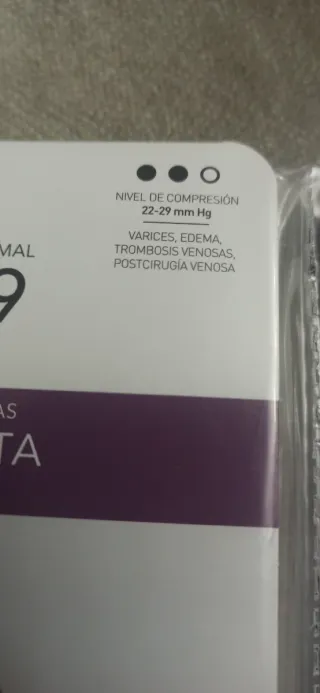 NIVEL DE COMPRESIÓN
22-29 mm Hg
VARICES, EDEMA,
TROMBOSIS VENOSAS,
POSTCIRUGÍA VENOSA
MAL
9
AS
TA